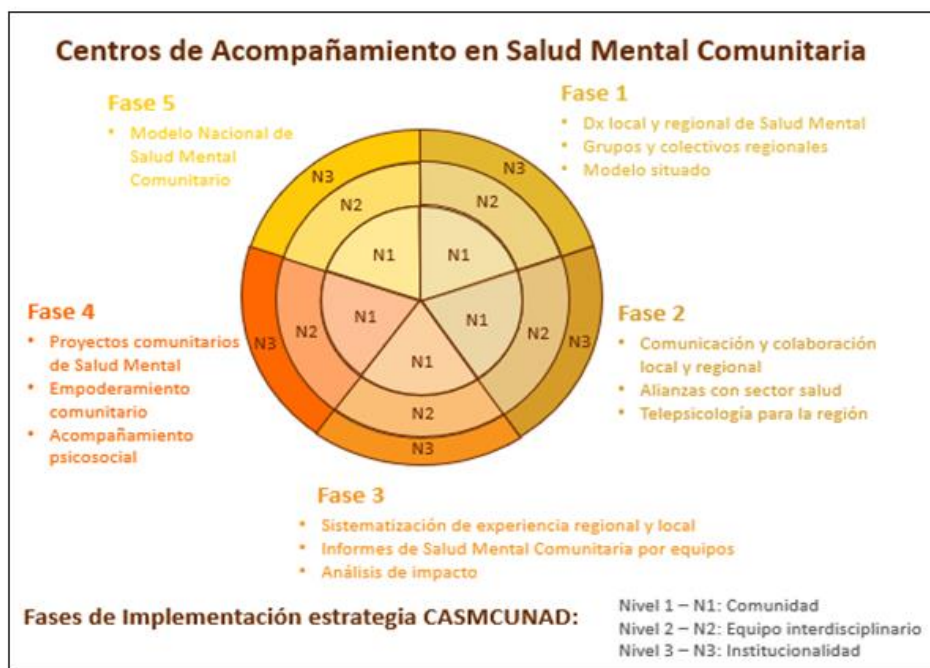 Centros de Acompañamiento en Salud Mental Comunitaria
Fase 5
• Modelo Nacional de
Salud Mental
Comunitario
Fase 1
• Dx local y regional de Salud Mental
• Grupos y colectivos regionales
• Modelo situado
N3
N2
N1
N3
N2
N1
Fase 4
• Proyectos comunitarios
de Salud Mental
• Empoderamiento
comunitario
• Acompañamiento
psicosocial
N3
N2
N1
N1
N2
N3
Fase 2
• Comunicación y colaboración
local y regional
• Alianzas con sector salud
• Telepsicología para la región
N1
N2
N3
Fase 3
• Sistematización de experiencia regional y local
• Informes de Salud Mental Comunitaria por equipos
• Análisis de impacto
Fases de Implementación estrategia CASMCUNAD:
Nivel 1 – N1: Comunidad
Nivel 2 – N2: Equipo interdisciplinario
Nivel 3 – N3: Institucionalidad